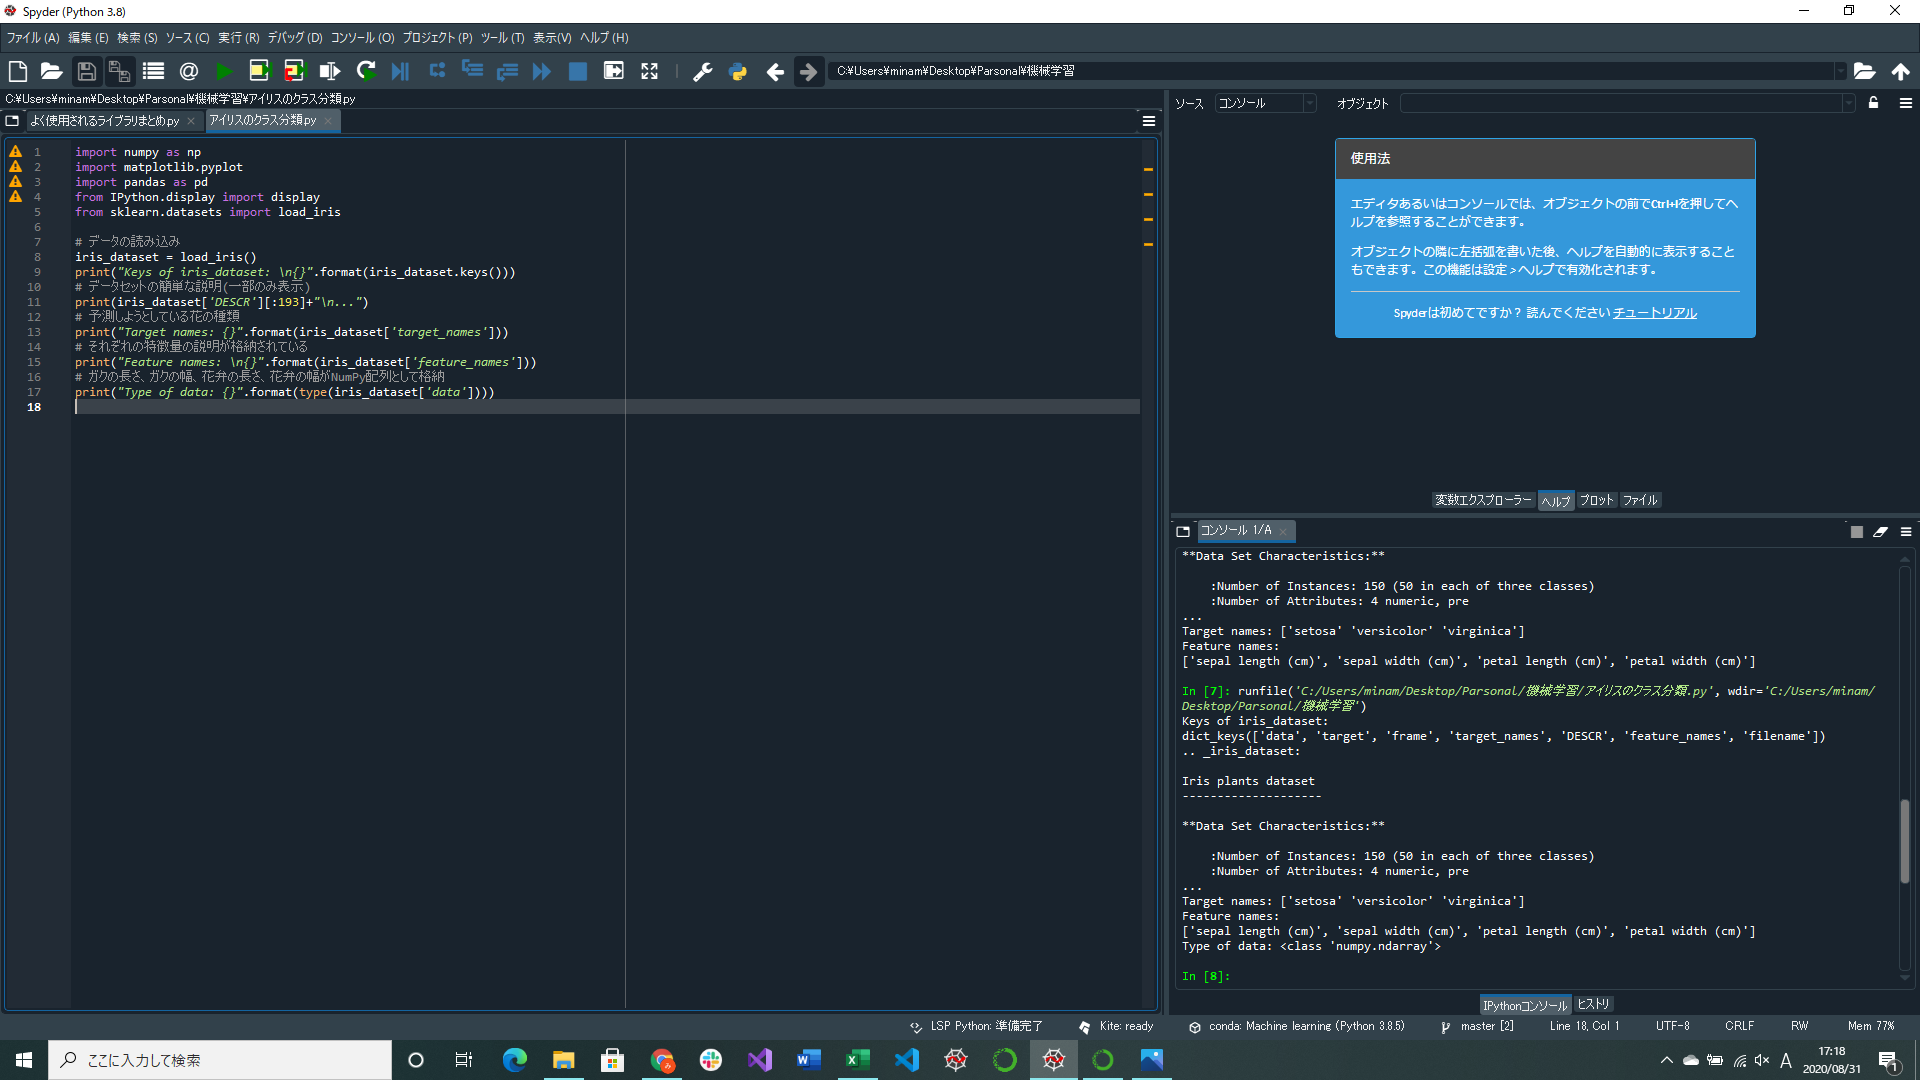 Spyder (Python 3.8)
ファイル (A) 編集 (E) 検索 (S) ソース (C) 実行 (R) デバッグ (D) コンソール (O) プロジェクト (P) ツール (T) 表示(V) ヘルプ (H)
C:¥Users¥minam¥Desktop¥Parsonal¥機械学習
C:¥Users¥minam¥Desktop¥Parsonal¥機械学習¥アイリスのクラス分類.py
よく使用されるライブラリまとめ.py
アイリスのクラス分類.py
1 import numpy as np
2 import matplotlib.pyplot
3 import pandas as pd
4 from IPython.display import display
5 from sklearn.datasets import load_iris
6
7 # データの読み込み
8 iris_dataset = load_iris()
9 print("Keys of iris_dataset: \n{}".format(iris_dataset.keys()))
10 # データセットの簡単な説明(一部のみ表示)
11 print(iris_dataset['DESCR'][:193]+"\n...")
12 # 予測しようとしている花の種類
13 print("Target names: {}".format(iris_dataset['target_names']))
14 # それぞれの特徴量の説明が格納されている
15 print("Feature names: \n{}".format(iris_dataset['feature_names']))
16 # ガクの長さ、ガクの幅、花弁の長さ、花弁の幅がNumPy配列として格納
17 print("Type of data: {}".format(type(iris_dataset['data'])))
18
ソース コンソール オブジェクト
使用法
エディタあるいはコンソールでは、オブジェクトの前でCtrl+Iを押してヘ
ルプを参照することができます。
オブジェクトの隣に左括弧を書いた後、ヘルプを自動的に表示すること
もできます。この機能は設定 > ヘルプで有効化されます。
Spyderは初めてですか？ 読んでください チュートリアル
変数エクスプローラー ヘルプ プロット ファイル
コンソール 1/A
**Data Set Characteristics:**
:Number of Instances: 150 (50 in each of three classes)
:Number of Attributes: 4 numeric, pre
...
Target names: ['setosa' 'versicolor' 'virginica']
Feature names:
['sepal length (cm)', 'sepal width (cm)', 'petal length (cm)', 'petal width (cm)']
In [7]: runfile('C:/Users/minam/Desktop/Parsonal/機械学習/アイリスのクラス分類.py', wdir='C:/Users/minam/
Desktop/Parsonal/機械学習')
Keys of iris_dataset:
dict_keys(['data', 'target', 'frame', 'target_names', 'DESCR', 'feature_names', 'filename'])
.. _iris_dataset:
Iris plants dataset
--------------------
**Data Set Characteristics:**
:Number of Instances: 150 (50 in each of three classes)
:Number of Attributes: 4 numeric, pre
...
Target names: ['setosa' 'versicolor' 'virginica']
Feature names:
['sepal length (cm)', 'sepal width (cm)', 'petal length (cm)', 'petal width (cm)']
Type of data: <class 'numpy.ndarray'>
In [8]:
IPythonコンソール ヒストリ
LSP Python: 準備完了 Kite: ready conda: Machine learning (Python 3.8.5) master [2] Line 18, Col 1 UTF-8 CRLF RW Mem 77%
ここに入力して検索
A
17:18
2020/08/31
1